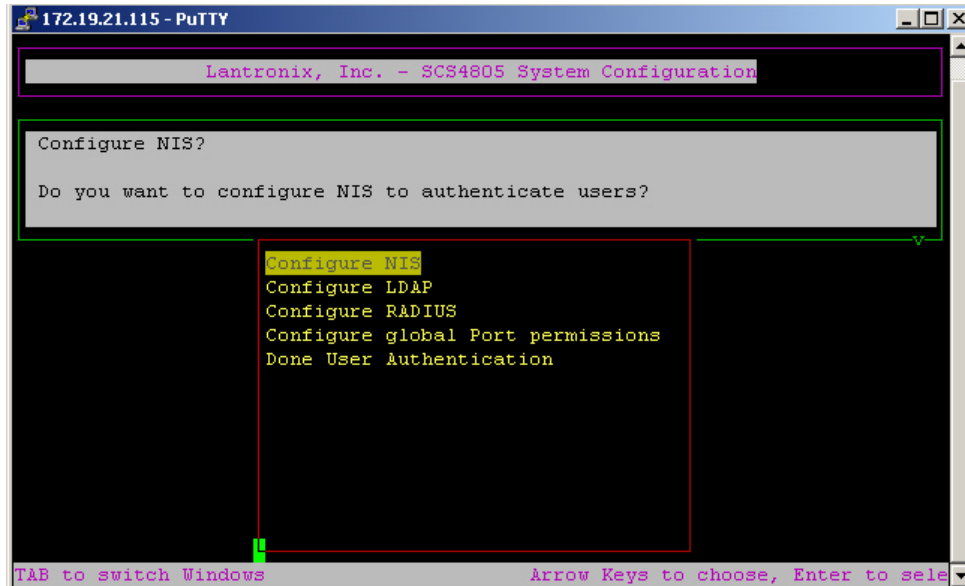 172.19.21.115 - PuTTY
Lantronix, Inc. - SCS4805 System Configuration
Configure NIS?
Do you want to configure NIS to authenticate users?
v
Configure NIS
Configure LDAP
Configure RADIUS
Configure global Port permissions
Done User Authentication
TAB to switch Windows Arrow Keys to choose, Enter to sele